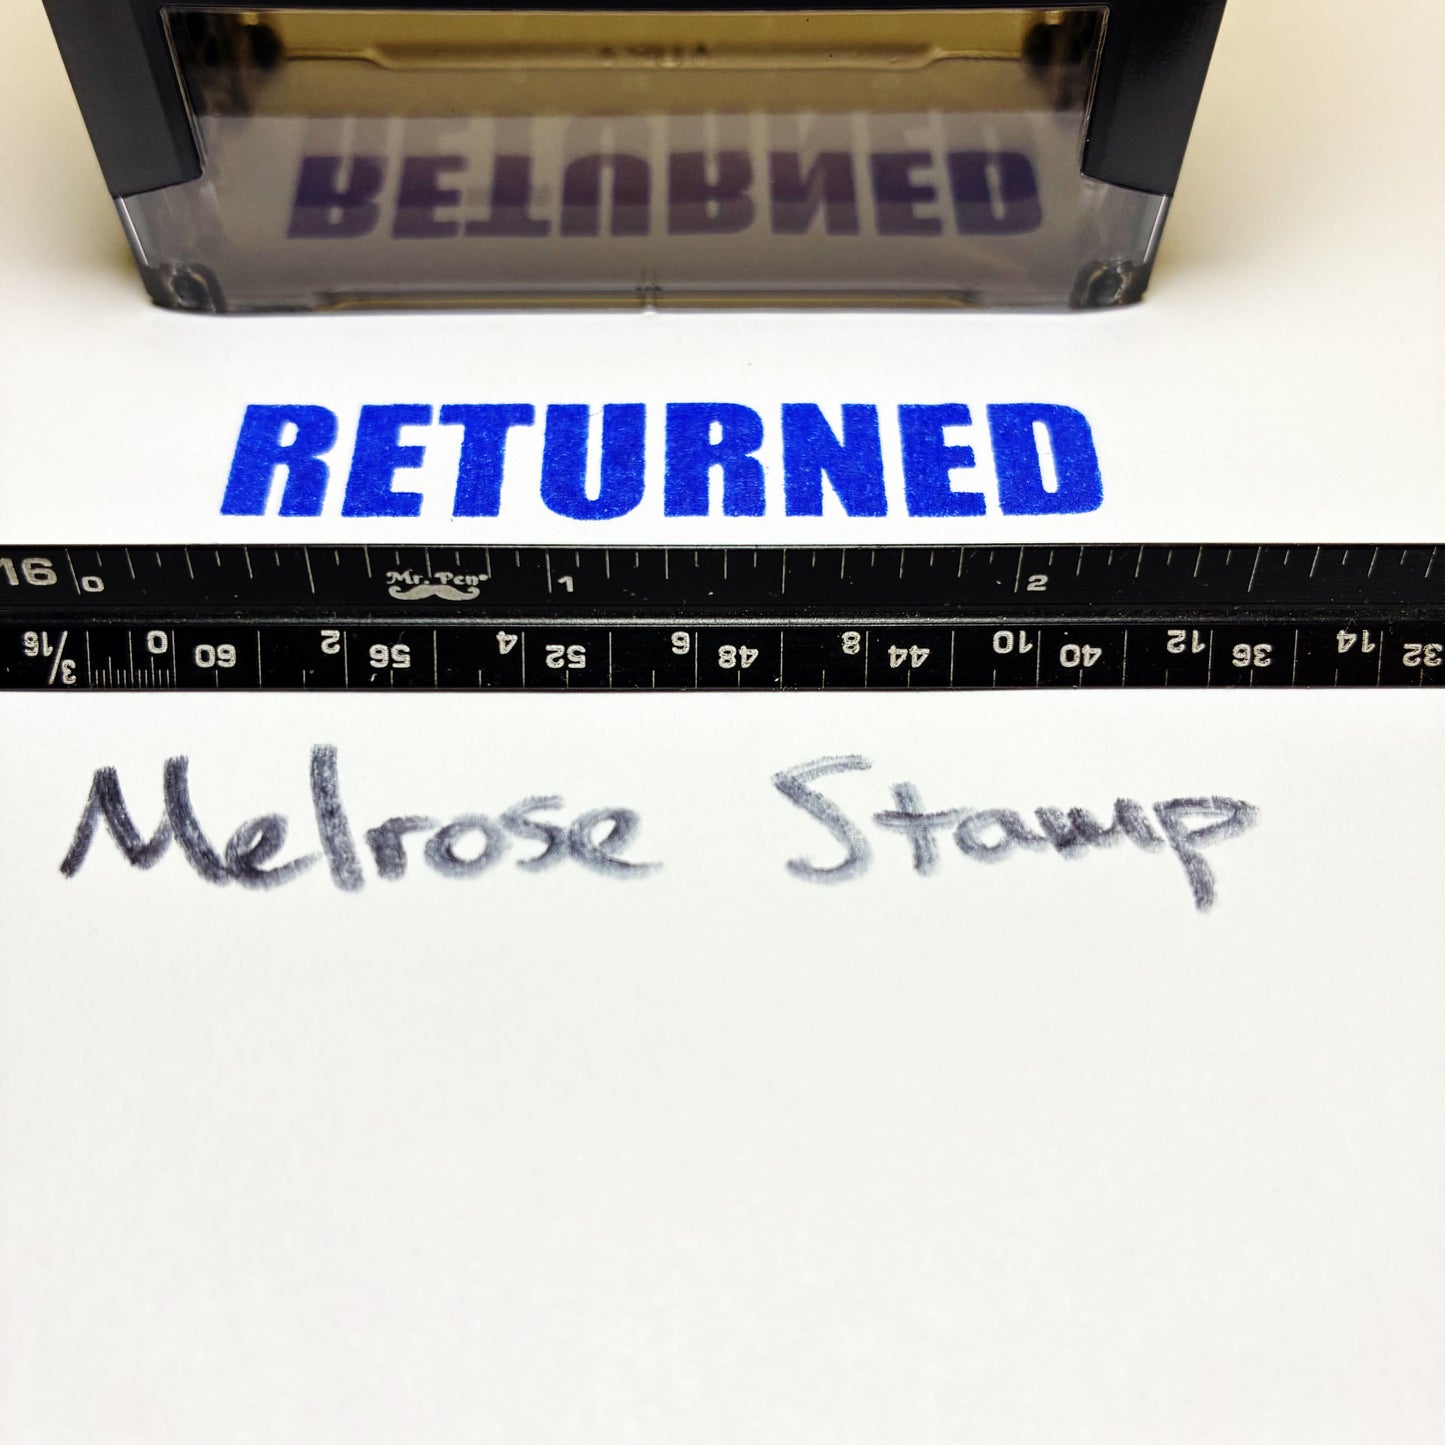 RETURNED
RETURNED
16 0 Mr. Pen® 1 2
3/16 0 60 2 56 4 52 6 48 8 44 10 40 12 36 14 32
Melrose Stamp